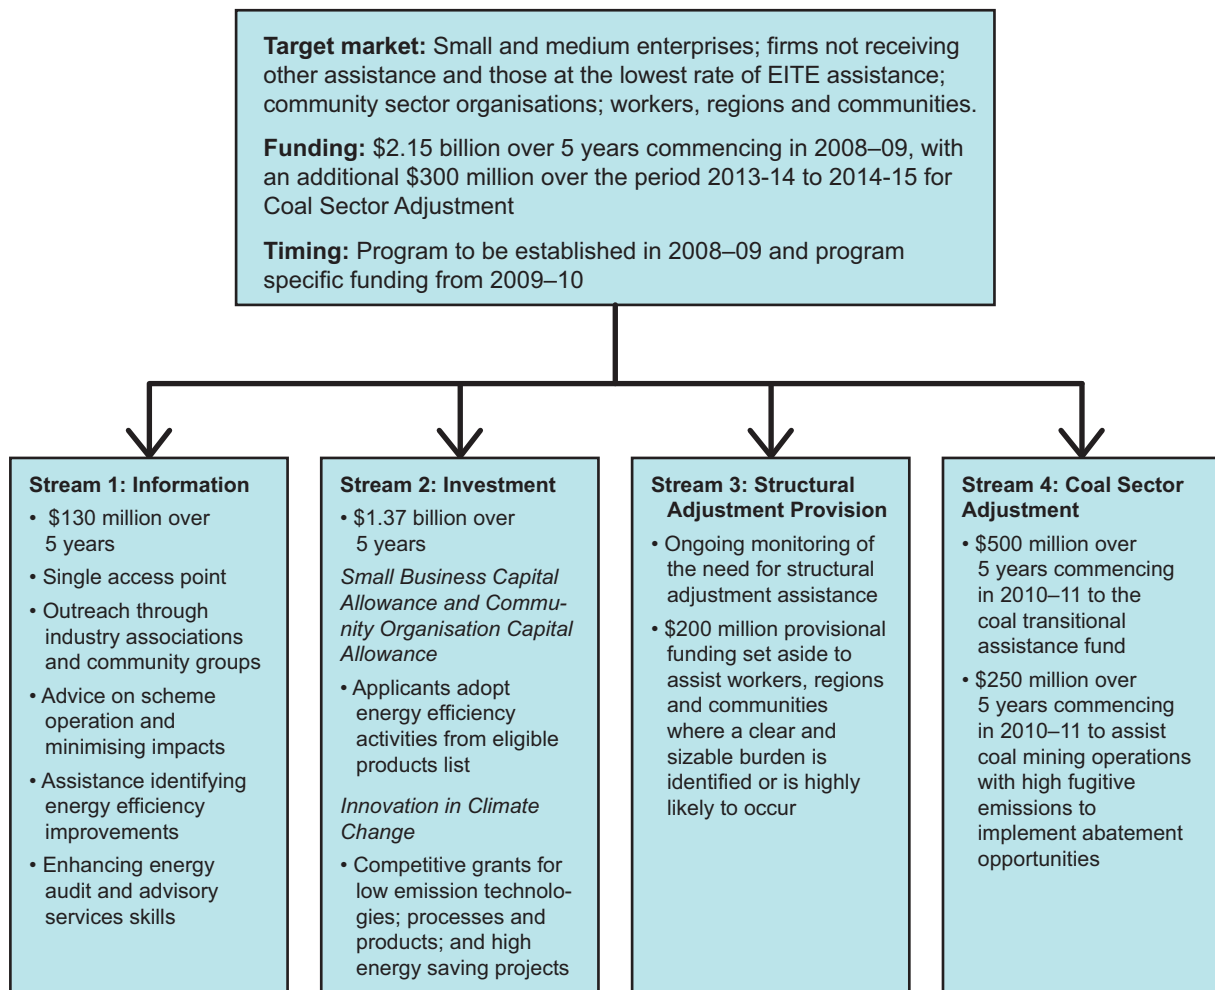 Target market: Small and medium enterprises; firms not receiving
other assistance and those at the lowest rate of EITE assistance;
community sector organisations; workers, regions and communities.
Funding: $2.15 billion over 5 years commencing in 2008–09, with
an additional $300 million over the period 2013-14 to 2014-15 for
Coal Sector Adjustment
Timing: Program to be established in 2008–09 and program
specific funding from 2009–10
Stream 1: Information
• $130 million over
5 years
• Single access point
• Outreach through
industry associations
and community groups
• Advice on scheme
operation and
minimising impacts
• Assistance identifying
energy efficiency
improvements
• Enhancing energy
audit and advisory
services skills
Stream 2: Investment
• $1.37 billion over
5 years
Small Business Capital
Allowance and Commu-
nity Organisation Capital
Allowance
• Applicants adopt
energy efficiency
activities from eligible
products list
Innovation in Climate
Change
• Competitive grants for
low emission technolo-
gies; processes and
products; and high
energy saving projects
Stream 3: Structural
Adjustment Provision
• Ongoing monitoring of
the need for structural
adjustment assistance
• $200 million provisional
funding set aside to
assist workers, regions
and communities
where a clear and
sizable burden is
identified or is highly
likely to occur
Stream 4: Coal Sector
Adjustment
• $500 million over
5 years commencing
in 2010–11 to the
coal transitional
assistance fund
• $250 million over
5 years commencing
in 2010–11 to assist
coal mining operations
with high fugitive
emissions to
implement abatement
opportunities